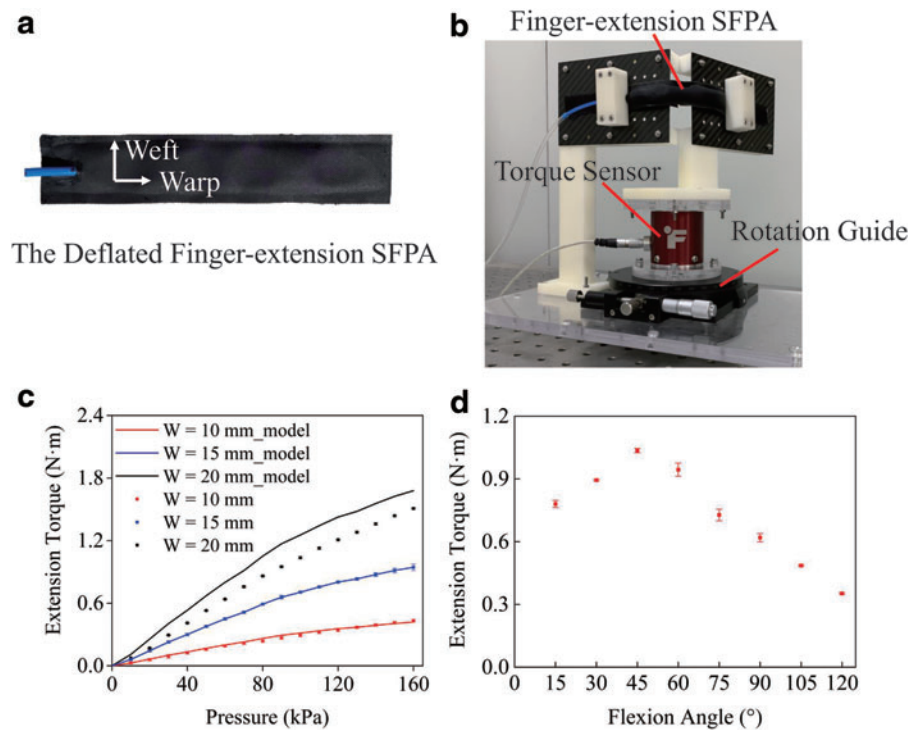 a
Weft
Warp
The Deflated Finger-extension SFPA
b
Finger-extension SFPA
Torque Sensor
Rotation Guide
c
Extension Torque (N·m)
2.4
1.8
1.2
0.6
0.0
W = 10 mm_model
W = 15 mm_model
W = 20 mm_model
W = 10 mm
W = 15 mm
W = 20 mm
0 40 80 120 160
Pressure (kPa)
d
Extension Torque (N·m)
1.2
0.9
0.6
0.3
0.0
0 15 30 45 60 75 90 105 120
Flexion Angle (°)